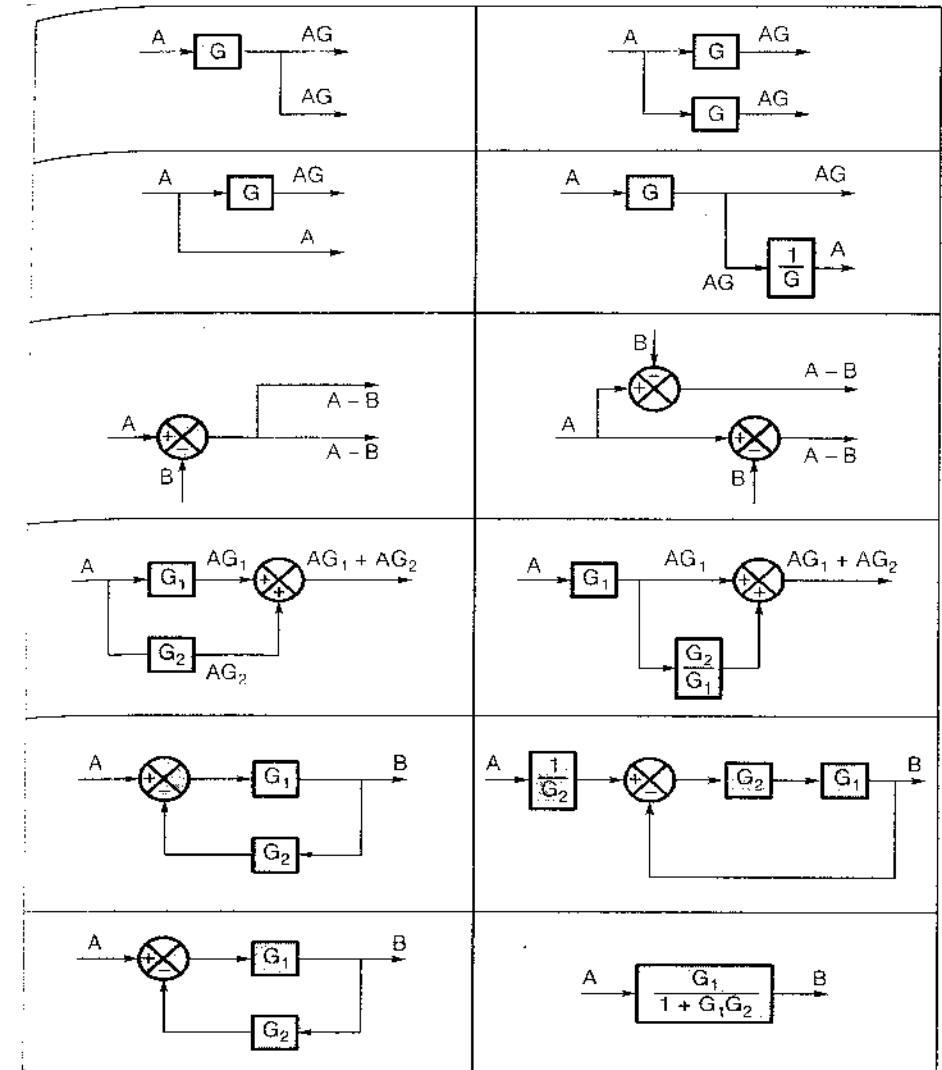 A G AG
AG
A G AG
G AG
A G AG
A
A G AG
AG 1/G A
A + − A − B
A − B
B
B
A + − A − B
+ − A − B
B
A G₁ AG₁ + + AG₁ + AG₂
G₂ AG₂
A G₁ AG₁ + + AG₁ + AG₂
G₂/G₁
A + − G₁ B
G₂
A 1/G₂ + − G₂ G₁ B
A + − G₁ B
G₂
A G₁/(1 + G₁G₂) B